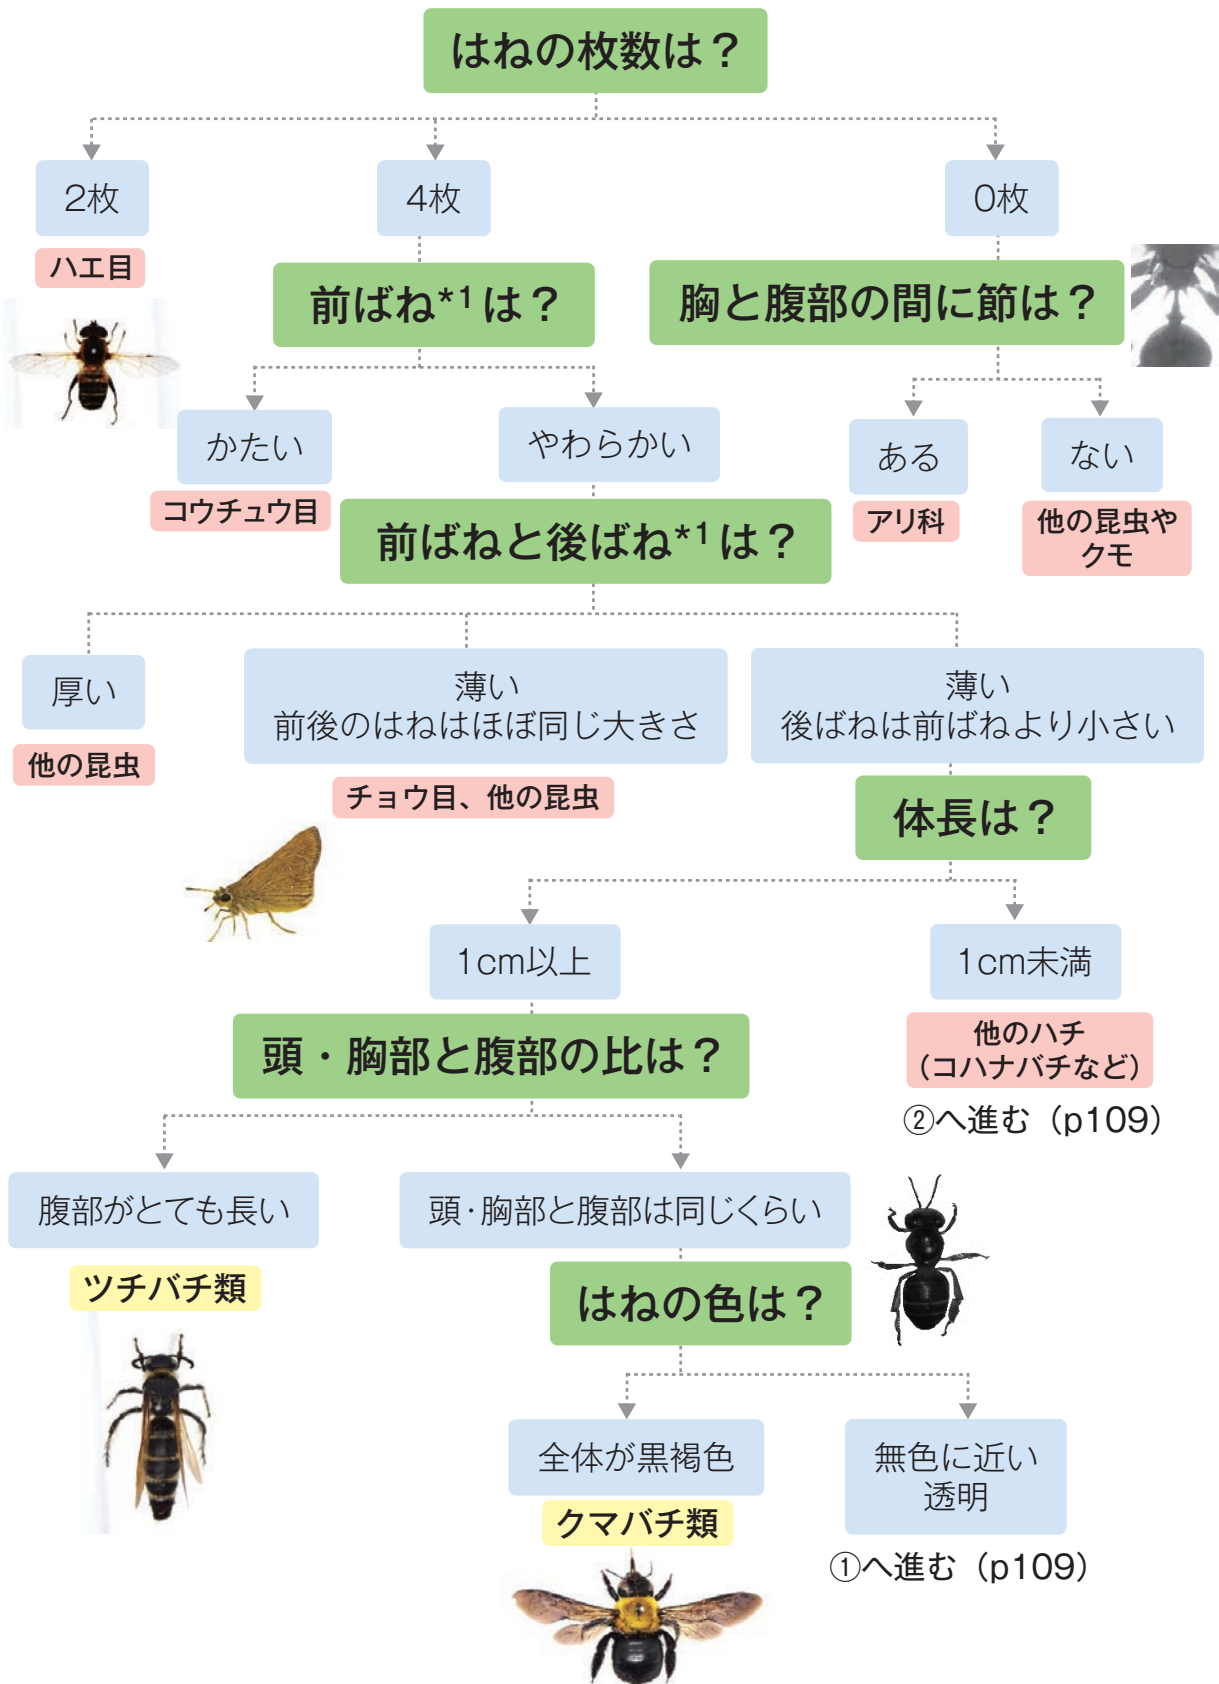 はねの枚数は？
2枚
4枚
0枚
ハエ目
前ばね*1は？
胸と腹部の間に節は？
かたい
やわらかい
ある
ない
コウチュウ目
アリ科
他の昆虫や
クモ
前ばねと後ばね*1は？
厚い
薄い
前後のはねはほぼ同じ大きさ
薄い
後ばねは前ばねより小さい
他の昆虫
チョウ目、他の昆虫
体長は？
1cm以上
1cm未満
頭・胸部と腹部の比は？
他のハチ
（コハナバチなど）
②へ進む（p109）
腹部がとても長い
頭・胸部と腹部は同じくらい
ツチバチ類
はねの色は？
全体が黒褐色
無色に近い
透明
クマバチ類
①へ進む（p109）